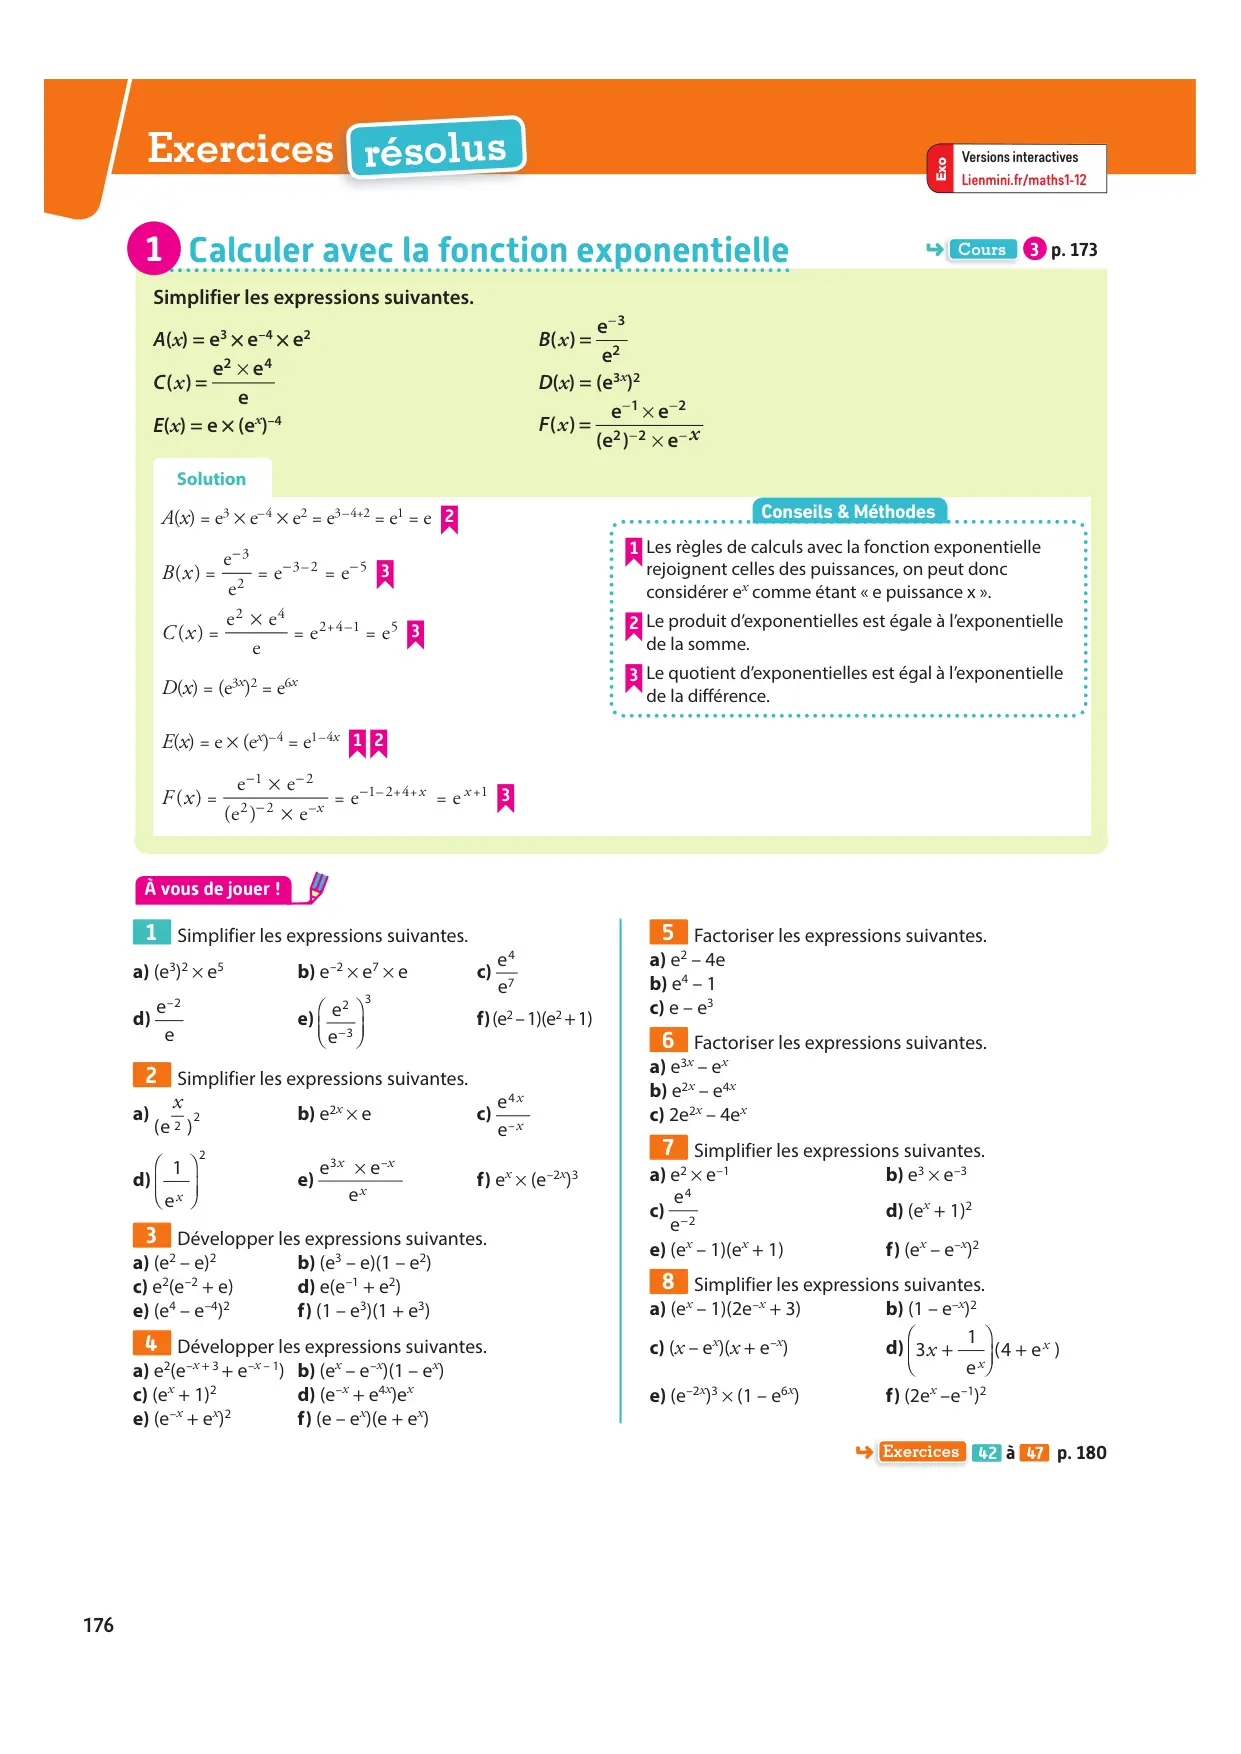 Exercices résolus
Exo
Versions interactives
Lienmini.fr/maths1-12
1 Calculer avec la fonction exponentielle
↪ Cours 3 p. 173
Simplifier les expressions suivantes.
A(x) = e³ × e⁻⁴ × e²
B(x) = e⁻³ / e²
C(x) = (e² × e⁴) / e
D(x) = (e³ˣ)²
E(x) = e × (eˣ)⁻⁴
F(x) = (e⁻¹ × e⁻²) / ((e²)⁻² × e⁻ˣ)
Solution
A(x) = e³ × e⁻⁴ × e² = e³⁻⁴⁺² = e¹ = e 2
B(x) = e⁻³ / e² = e⁻³⁻² = e⁻⁵ 3
C(x) = (e² × e⁴) / e = e²⁺⁴⁻¹ = e⁵ 3
D(x) = (e³ˣ)² = e⁶ˣ
E(x) = e × (eˣ)⁻⁴ = e¹⁻⁴ˣ 1 2
F(x) = (e⁻¹ × e⁻²) / ((e²)⁻² × e⁻ˣ) = e⁻¹⁻²⁺⁴⁺ˣ = eˣ⁺¹ 3
Conseils & Méthodes
1 Les règles de calculs avec la fonction exponentielle
rejoignent celles des puissances, on peut donc
considérer eˣ comme étant « e puissance x ».
2 Le produit d'exponentielles est égale à l'exponentielle
de la somme.
3 Le quotient d'exponentielles est égal à l'exponentielle
de la différence.
À vous de jouer !
1 Simplifier les expressions suivantes.
a) (e³)² × e⁵ b) e⁻² × e⁷ × e c) e⁴ / e⁷
d) e⁻² / e e) (e² / e⁻³)³ f) (e² – 1)(e² + 1)
2 Simplifier les expressions suivantes.
a) (e^(x/2))² b) e²ˣ × e c) e⁴ˣ / e⁻ˣ
d) (1 / eˣ)² e) (e³ˣ × e⁻ˣ) / eˣ f) eˣ × (e⁻²ˣ)³
3 Développer les expressions suivantes.
a) (e² – e)² b) (e³ – e)(1 – e²)
c) e²(e⁻² + e) d) e(e⁻¹ + e²)
e) (e⁴ – e⁻⁴)² f) (1 – e³)(1 + e³)
4 Développer les expressions suivantes.
a) e²(e⁻ˣ⁺³ + e⁻ˣ⁻¹) b) (eˣ – e⁻ˣ)(1 – eˣ)
c) (eˣ + 1)² d) (e⁻ˣ + e⁴ˣ)eˣ
e) (e⁻ˣ + eˣ)² f) (e – eˣ)(e + eˣ)
5 Factoriser les expressions suivantes.
a) e² – 4e
b) e⁴ – 1
c) e – e³
6 Factoriser les expressions suivantes.
a) e³ˣ – eˣ
b) e²ˣ – e⁴ˣ
c) 2e²ˣ – 4eˣ
7 Simplifier les expressions suivantes.
a) e² × e⁻¹ b) e³ × e⁻³
c) e⁴ / e⁻² d) (eˣ + 1)²
e) (eˣ – 1)(eˣ + 1) f) (eˣ – e⁻ˣ)²
8 Simplifier les expressions suivantes.
a) (eˣ – 1)(2e⁻ˣ + 3) b) (1 – e⁻ˣ)²
c) (x – eˣ)(x + e⁻ˣ) d) (3x + 1 / eˣ)(4 + eˣ)
e) (e⁻²ˣ)³ × (1 – e⁶ˣ) f) (2eˣ –e⁻¹)²
↪ Exercices 42 à 47 p. 180
176